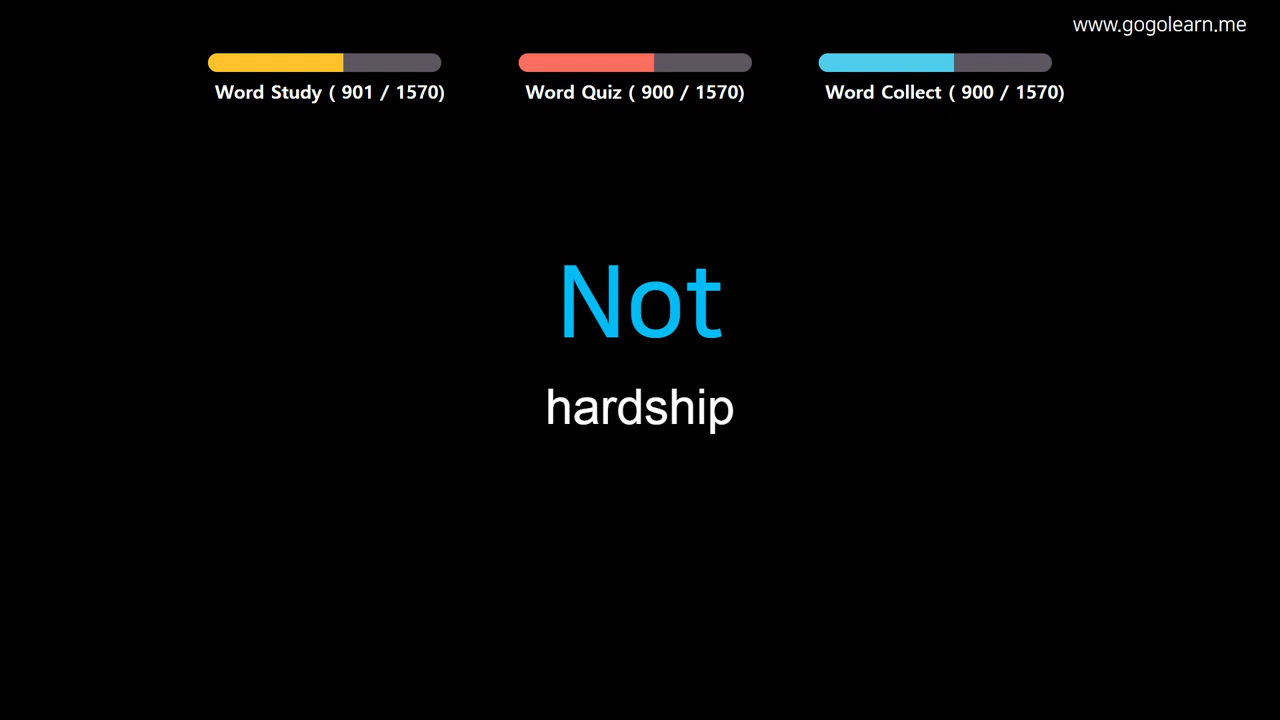 www.gogolearn.me
Word Study ( 901 / 1570)
Word Quiz ( 900 / 1570)
Word Collect ( 900 / 1570)
Not
hardship